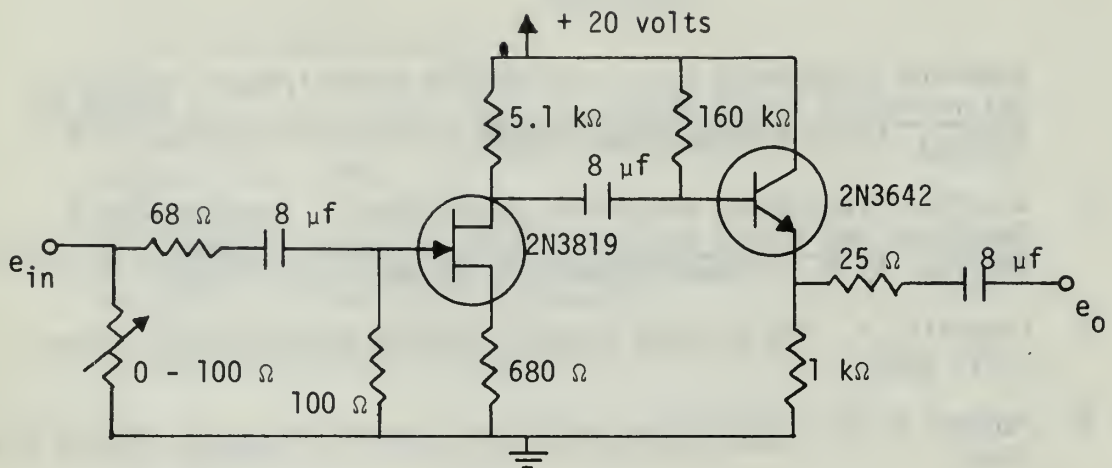 + 20 volts
5.1 kΩ
160 kΩ
8 μf
2N3642
68 Ω
8 μf
2N3819
25 Ω
8 μf
e_in
e_o
0 - 100 Ω
100 Ω
680 Ω
1 kΩ